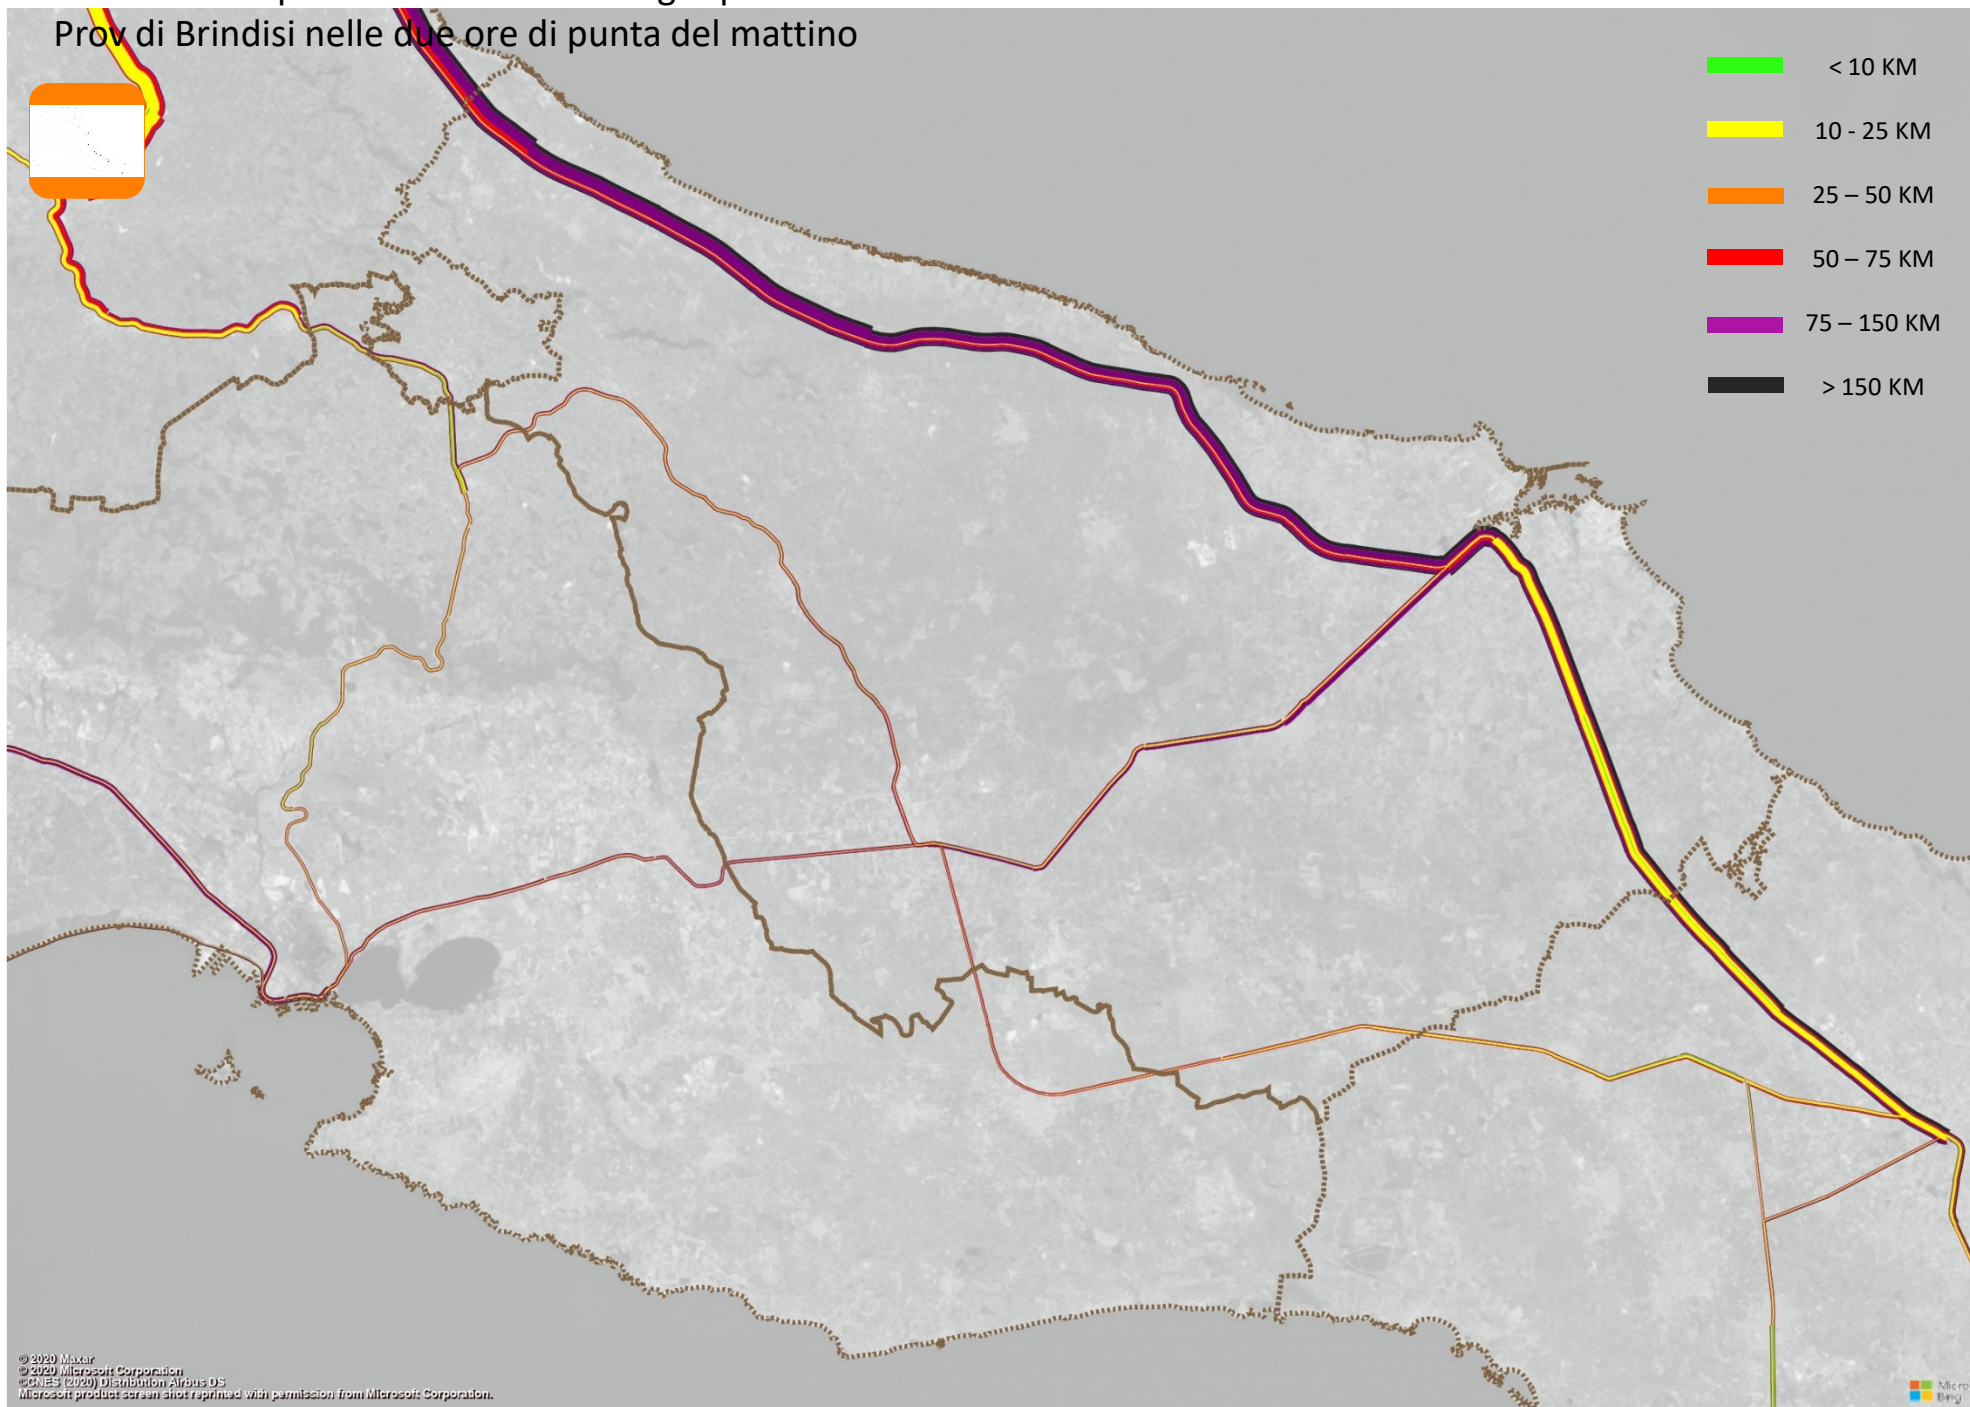 Prov di Brindisi nelle due ore di punta del mattino
< 10 KM
10 - 25 KM
25 – 50 KM
50 – 75 KM
75 – 150 KM
> 150 KM
© 2020 Maxar
© 2020 Microsoft Corporation
©CNES (2020) Distribution Airbus DS
Microsoft product screen shot reprinted with permission from Microsoft Corporation.
Micro
Bing